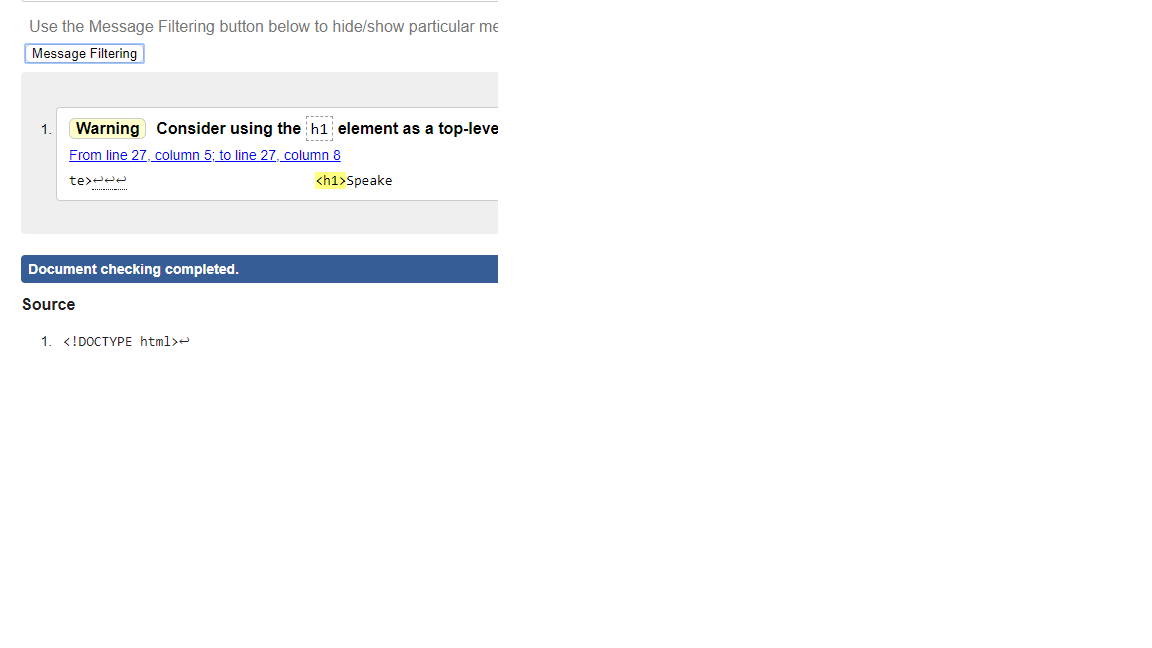 Use the Message Filtering button below to hide/show particular me
Message Filtering
1. Warning Consider using the h1 element as a top-leve
From line 27, column 5; to line 27, column 8
te>↩↩↩ <h1>Speake
Document checking completed.
Source
1. <!DOCTYPE html>↩